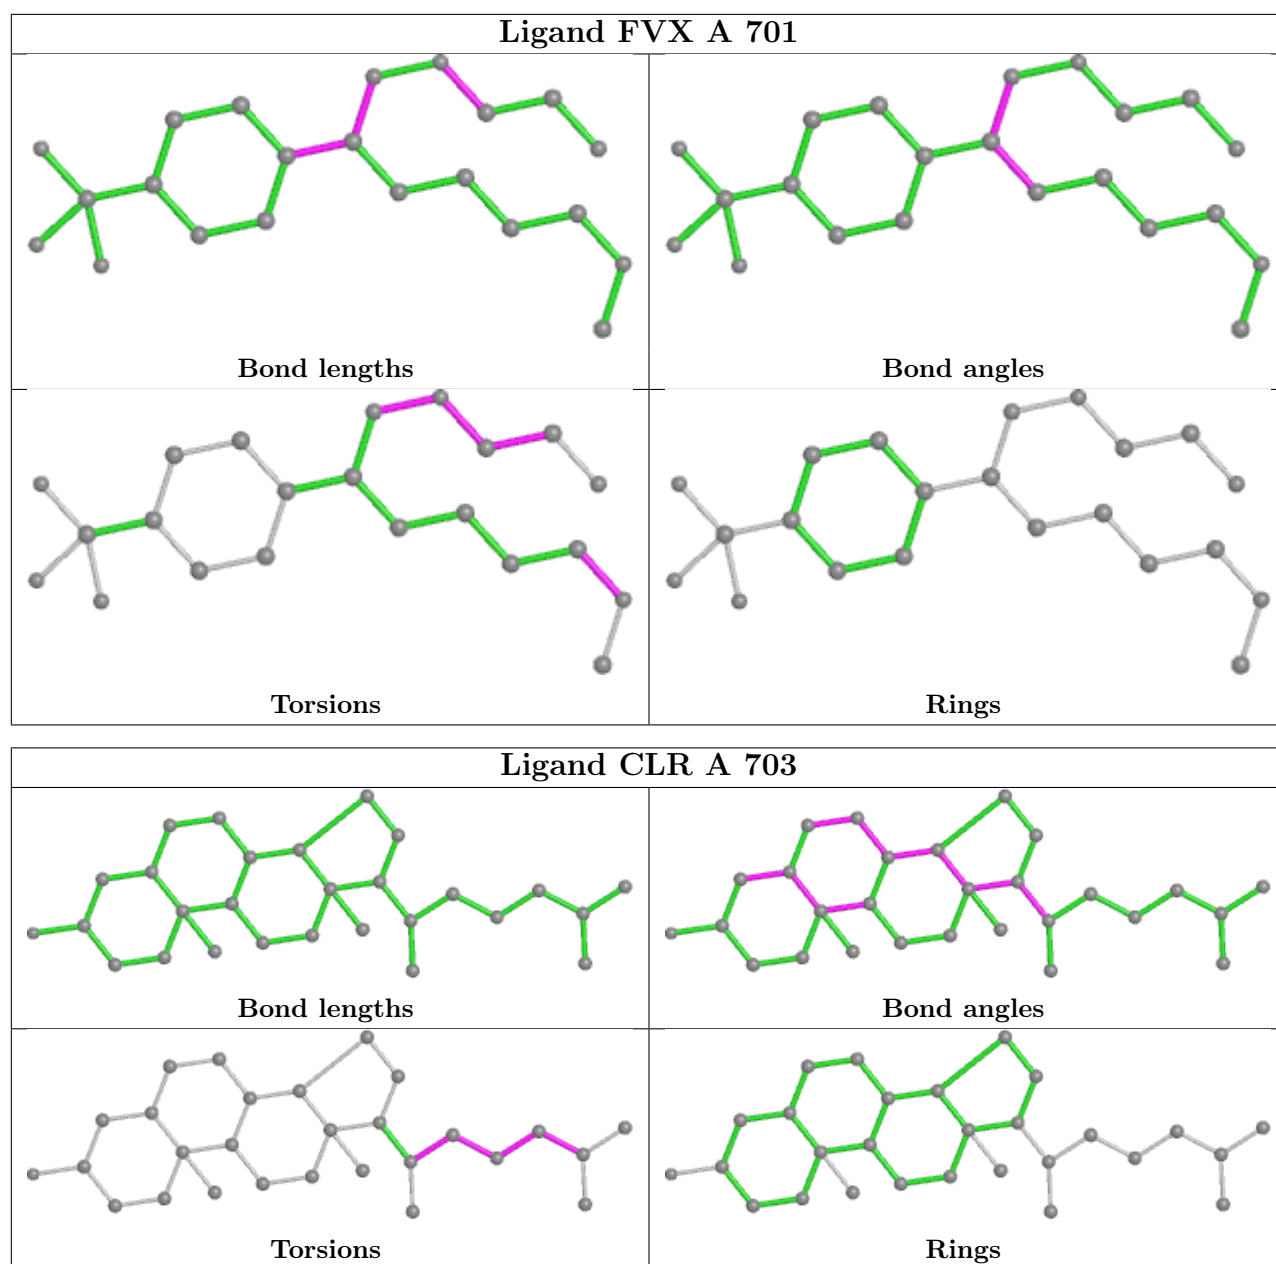 Ligand FVX A 701
Bond lengths
Bond angles
Torsions
Rings
Ligand CLR A 703
Bond lengths
Bond angles
Torsions
Rings